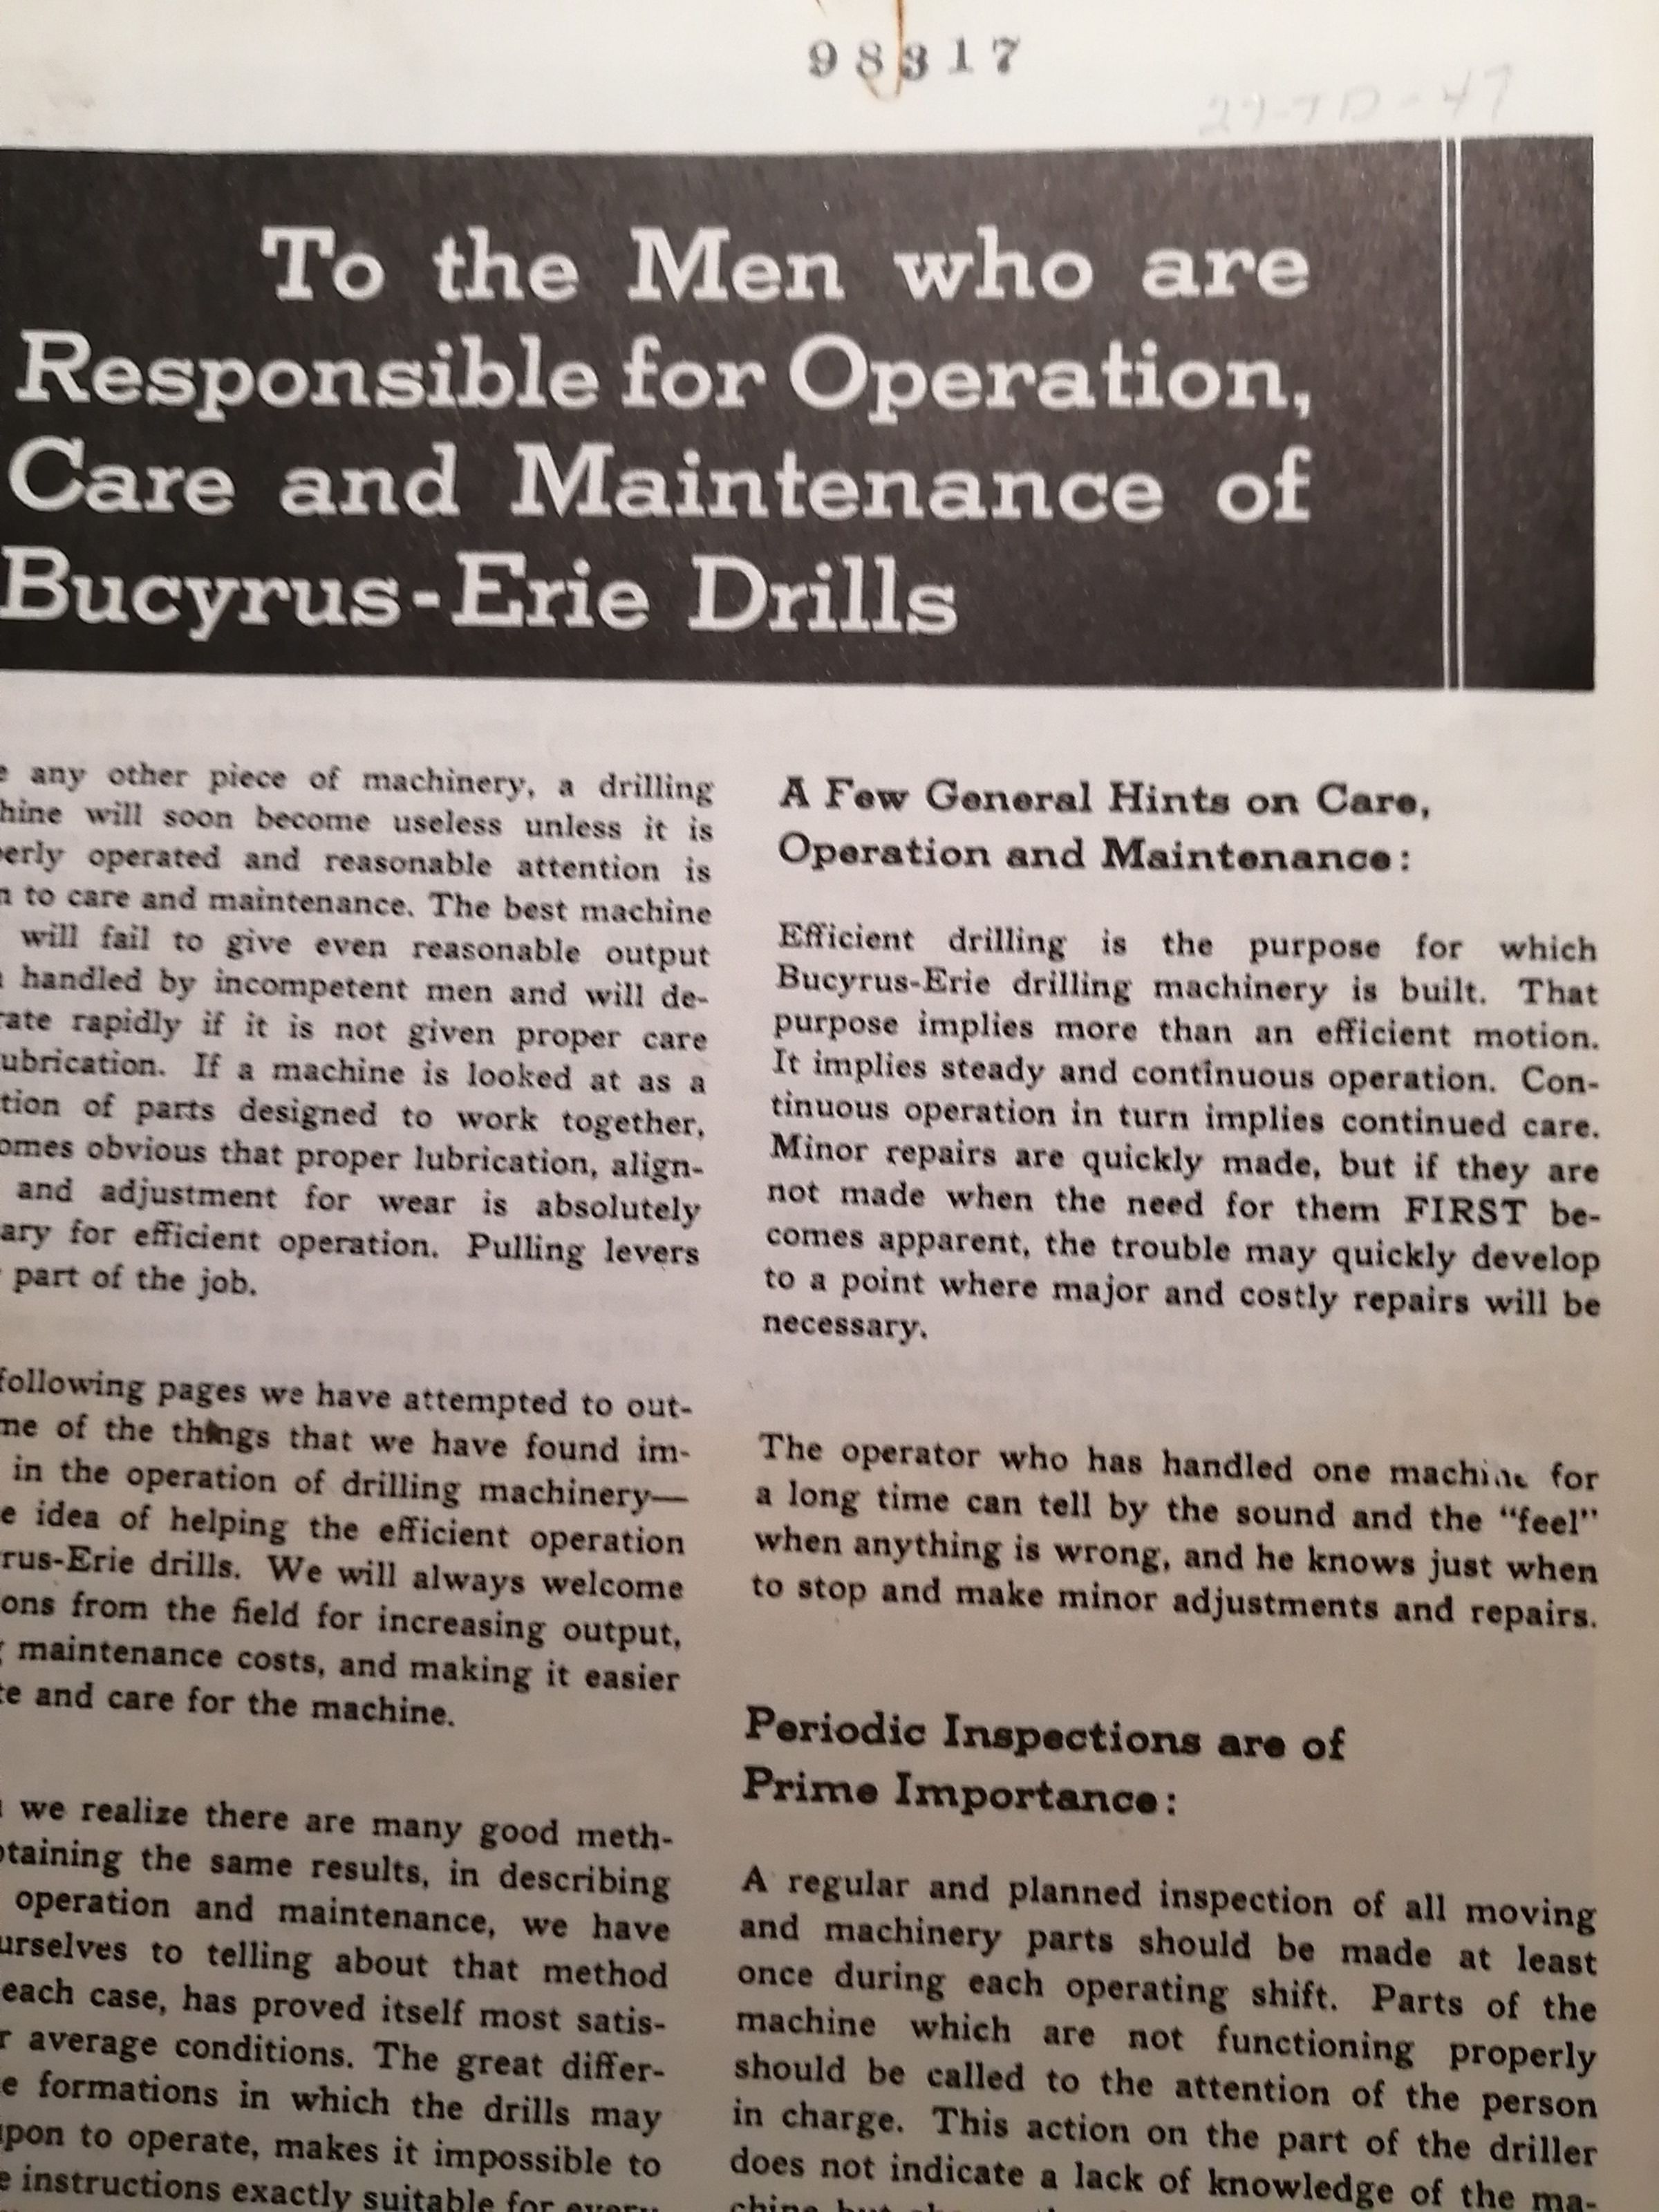 98317
To the Men who are
Responsible for Operation,
Care and Maintenance of
Bucyrus-Erie Drills
any other piece of machinery, a drilling
will soon become useless unless it is
operated and reasonable attention is
to care and maintenance. The best machine
will fail to give even reasonable output
handled by incompetent men and will de-
rapidly if it is not given proper care
If a machine is looked at as a
of parts designed to work together,
obvious that proper lubrication, align-
and adjustment for wear is absolutely
for efficient operation. Pulling levers
part of the job.
following pages we have attempted to out-
of the things that we have found im-
in the operation of drilling machinery—
idea of helping the efficient operation
drills. We will always welcome
from the field for increasing output,
maintenance costs, and making it easier
and care for the machine.
we realize there are many good meth-
the same results, in describing
operation and maintenance, we have
to telling about that method
each case, has proved itself most satis-
average conditions. The great differ-
formations in which the drills may
to operate, makes it impossible to
instructions exactly suitable for every
A Few General Hints on Care,
Operation and Maintenance:
Efficient drilling is the purpose for which
Bucyrus-Erie drilling machinery is built. That
purpose implies more than an efficient motion.
It implies steady and continuous operation. Con-
tinuous operation in turn implies continued care.
Minor repairs are quickly made, but if they are
not made when the need for them FIRST be-
comes apparent, the trouble may quickly develop
to a point where major and costly repairs will be
necessary.
The operator who has handled one machine for
a long time can tell by the sound and the “feel”
when anything is wrong, and he knows just when
to stop and make minor adjustments and repairs.
Periodic Inspections are of
Prime Importance:
A regular and planned inspection of all moving
and machinery parts should be made at least
once during each operating shift. Parts of the
machine which are not functioning properly
should be called to the attention of the person
in charge. This action on the part of the driller
does not indicate a lack of knowledge of the ma-